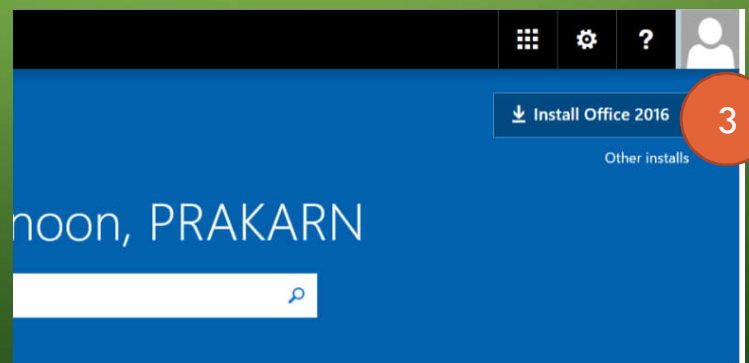 ?
Install Office 2016
3
Other installs
noon, PRAKARN